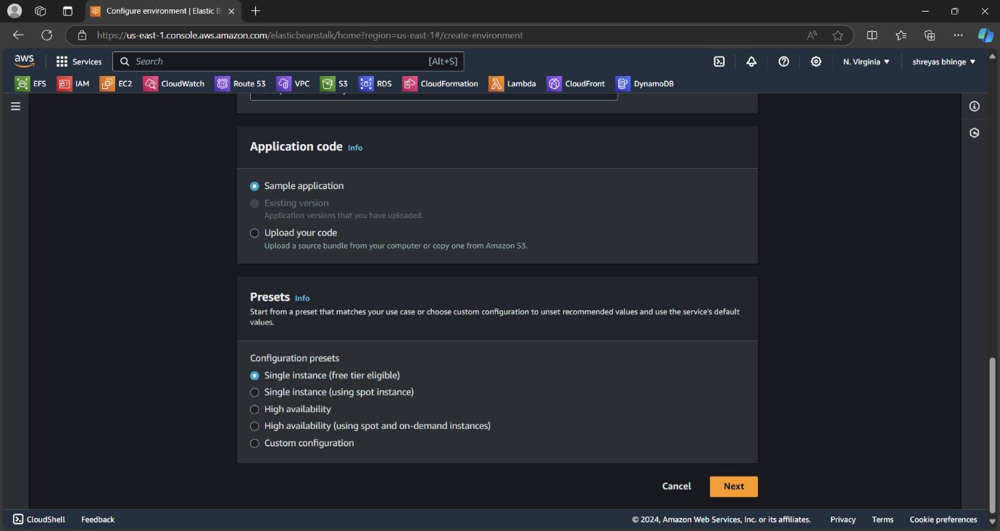 Configure environment | Elastic B
https://us-east-1.console.aws.amazon.com/elasticbeanstalk/home?region=us-east-1#/create-environment
aws Services Search [Alt+S] N. Virginia shreyas bhinge
EFS IAM EC2 CloudWatch Route 53 VPC S3 RDS CloudFormation Lambda CloudFront DynamoDB
Application code Info
Sample application
Existing version
Application versions that you have uploaded.
Upload your code
Upload a source bundle from your computer or copy one from Amazon S3.
Presets Info
Start from a preset that matches your use case or choose custom configuration to unset recommended values and use the service's default
values.
Configuration presets
Single instance (free tier eligible)
Single instance (using spot instance)
High availability
High availability (using spot and on-demand instances)
Custom configuration
Cancel Next
CloudShell Feedback © 2024, Amazon Web Services, Inc. or its affiliates. Privacy Terms Cookie preferences